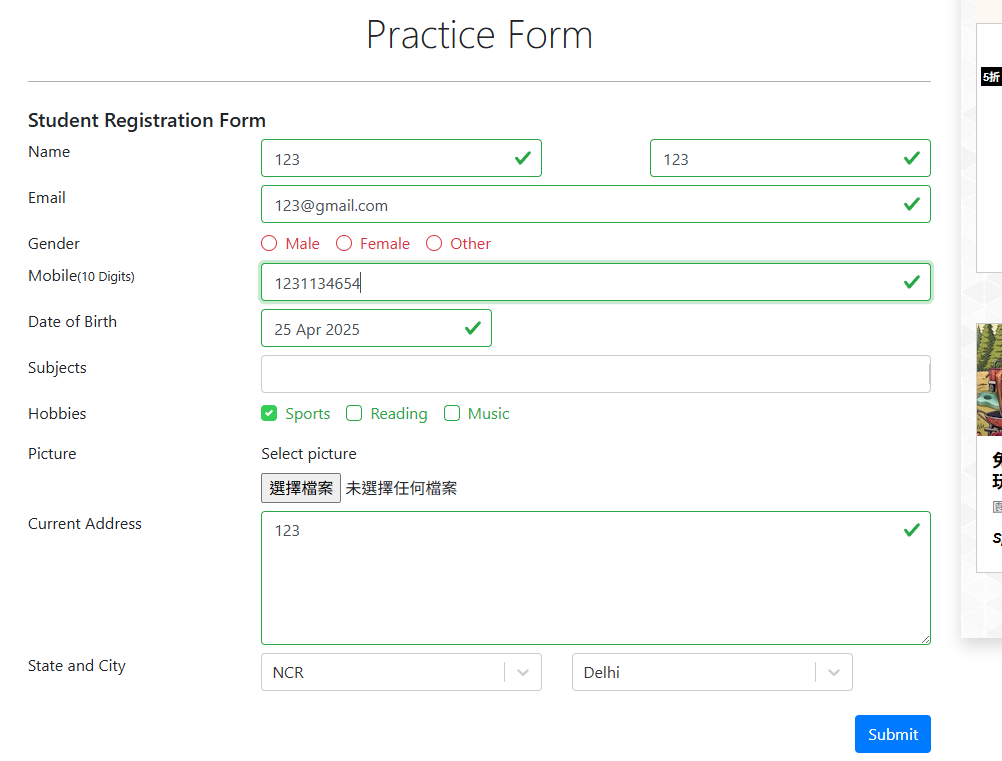 Practice Form
Student Registration Form
Name 123 123
Email 123@gmail.com
Gender Male Female Other
Mobile(10 Digits) 1231134654
Date of Birth 25 Apr 2025
Subjects
Hobbies Sports Reading Music
Picture Select picture
選擇檔案 未選擇任何檔案
Current Address 123
State and City NCR Delhi
Submit
5折